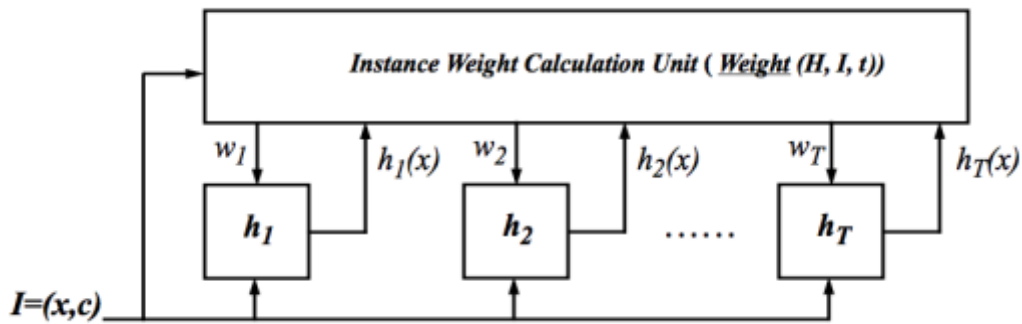 Instance Weight Calculation Unit ( Weight (H, I, t))
w1 h1(x) w2 h2(x) wT hT(x)
h1 h2 ...... hT
I=(x,c)